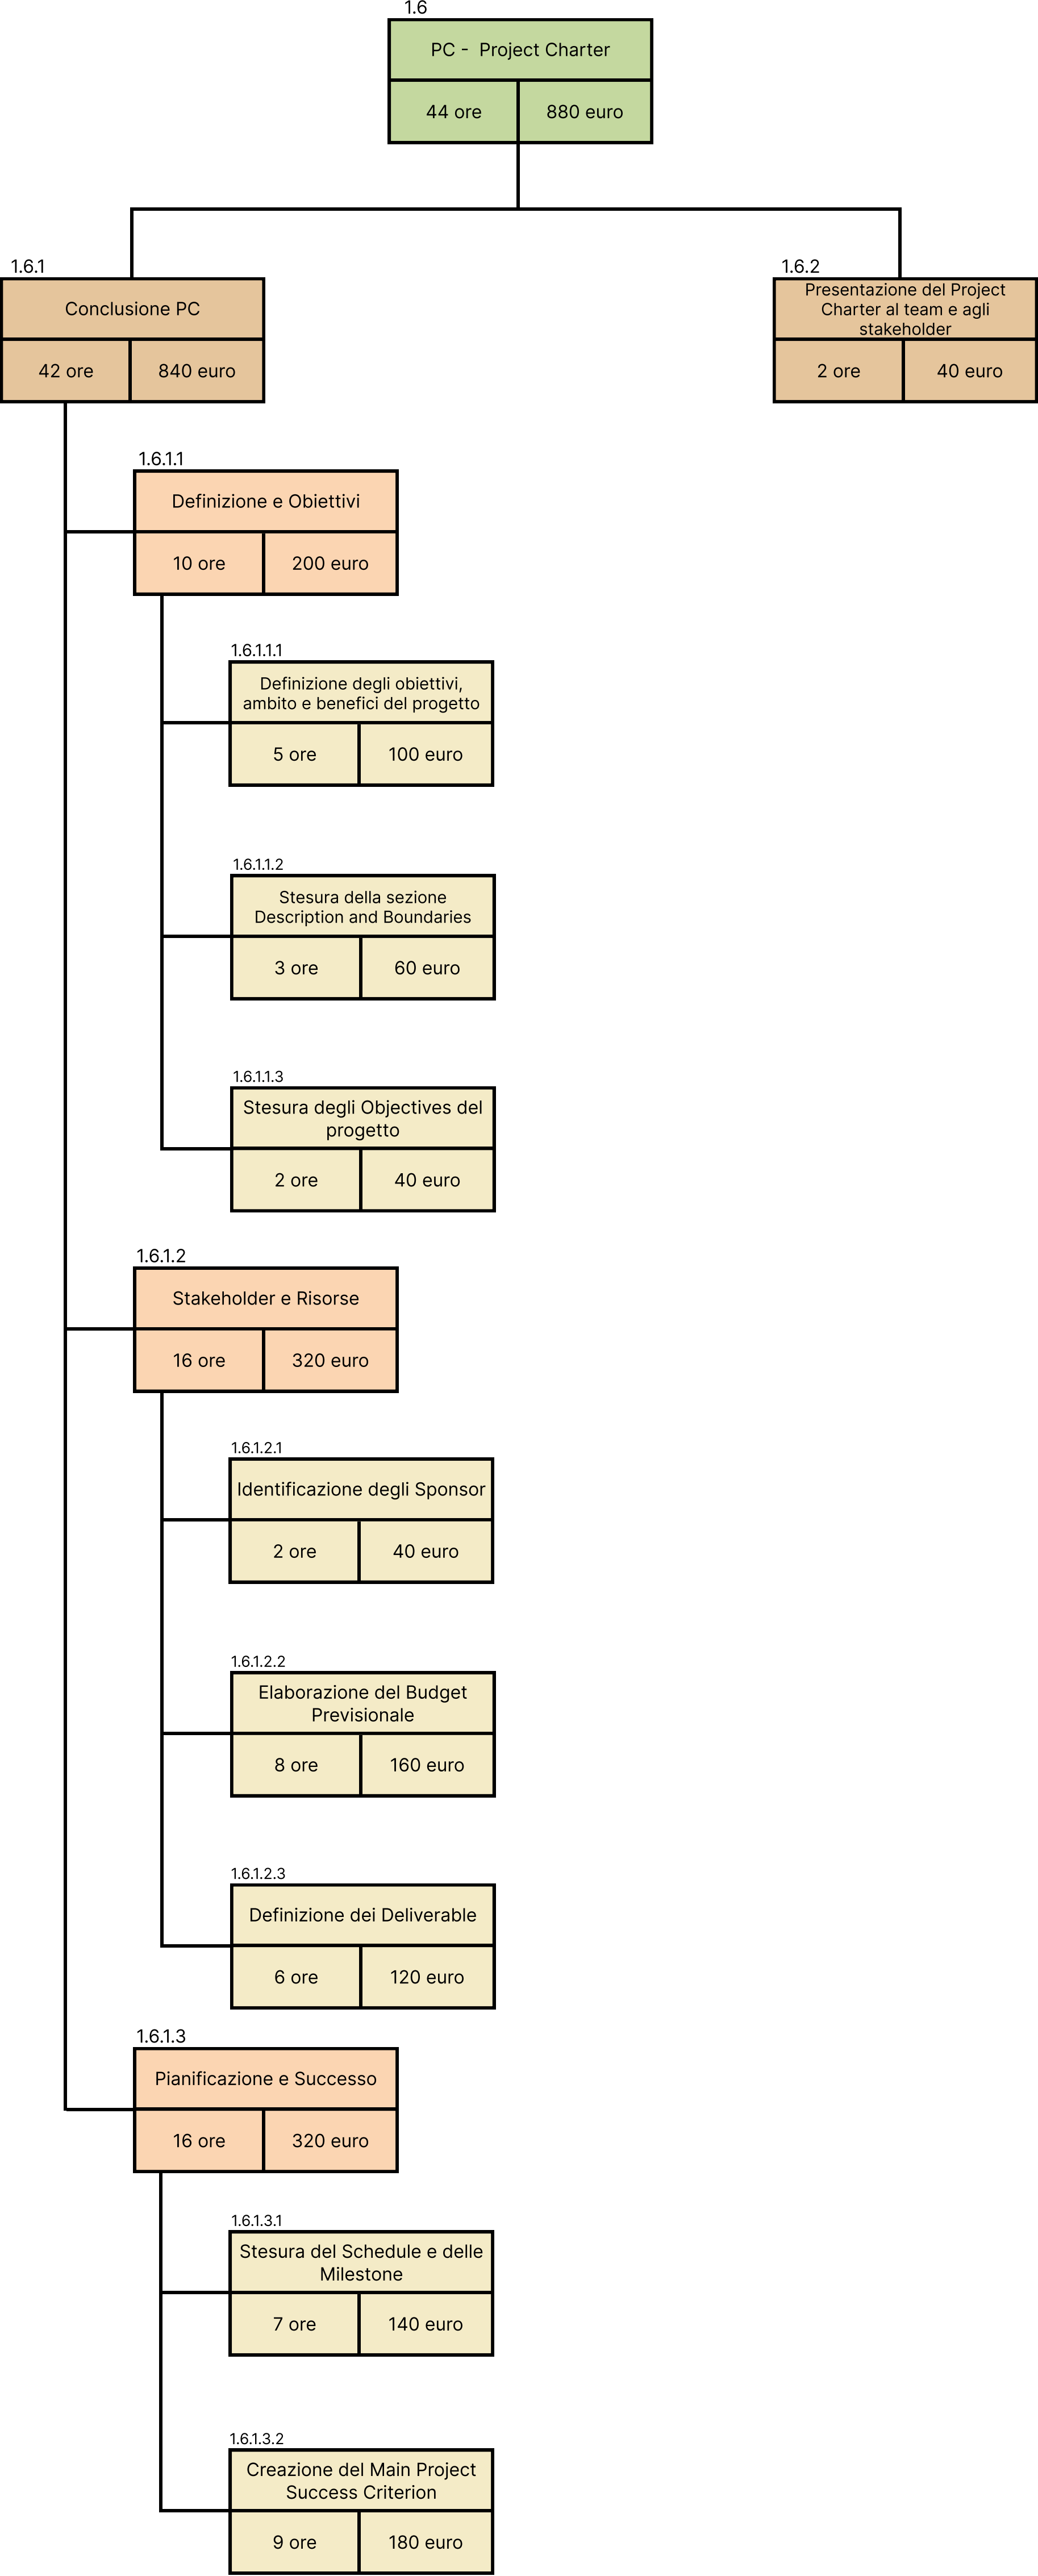 1.6
PC -  Project Charter
44 ore
880 euro
1.6.1
Conclusione PC
42 ore
840 euro
1.6.2
Presentazione del Project
Charter al team e agli
stakeholder
2 ore
40 euro
1.6.1.1
Definizione e Obiettivi
10 ore
200 euro
1.6.1.1.1
Definizione degli obiettivi,
ambito e benefici del progetto
5 ore
100 euro
1.6.1.1.2
Stesura della sezione
Description and Boundaries
3 ore
60 euro
1.6.1.1.3
Stesura degli Objectives del
progetto
2 ore
40 euro
1.6.1.2
Stakeholder e Risorse
16 ore
320 euro
1.6.1.2.1
Identificazione degli Sponsor
2 ore
40 euro
1.6.1.2.2
Elaborazione del Budget
Previsionale
8 ore
160 euro
1.6.1.2.3
Definizione dei Deliverable
6 ore
120 euro
1.6.1.3
Pianificazione e Successo
16 ore
320 euro
1.6.1.3.1
Stesura del Schedule e delle
Milestone
7 ore
140 euro
1.6.1.3.2
Creazione del Main Project
Success Criterion
9 ore
180 euro